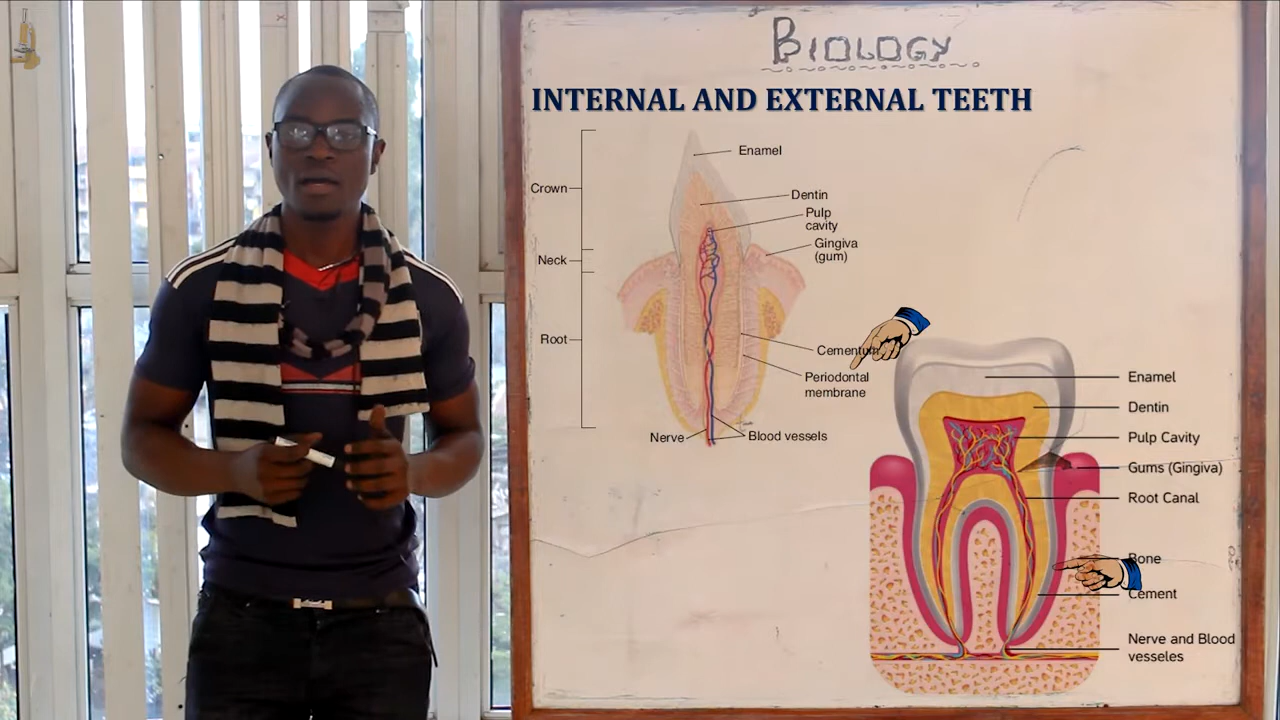 BIOLOGY
INTERNAL AND EXTERNAL TEETH
Enamel
Crown
Dentin
Pulp
cavity
Gingiva
(gum)
Neck
Root
Cementum
Periodontal
membrane
Nerve
Blood vessels
Enamel
Dentin
Pulp Cavity
Gums (Gingiva)
Root Canal
Bone
Cement
Nerve and Blood
vesseles